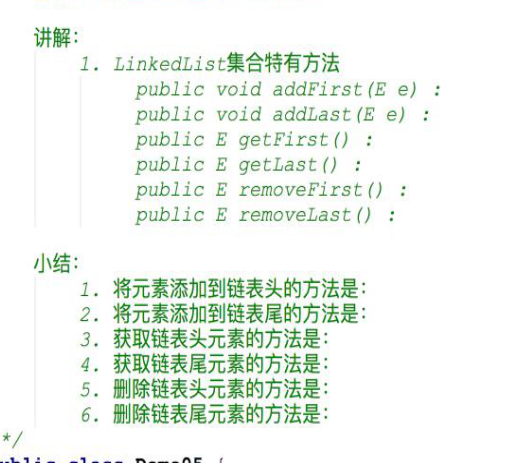 讲解：
1. LinkedList集合特有方法
public void addFirst(E e) :
public void addLast(E e) :
public E getFirst() :
public E getLast() :
public E removeFirst() :
public E removeLast() :
小结：
1. 将元素添加到链表头的方法是：
2. 将元素添加到链表尾的方法是：
3. 获取链表头元素的方法是：
4. 获取链表尾元素的方法是：
5. 删除链表头元素的方法是：
6. 删除链表尾元素的方法是：
*/
public class Demo05 {